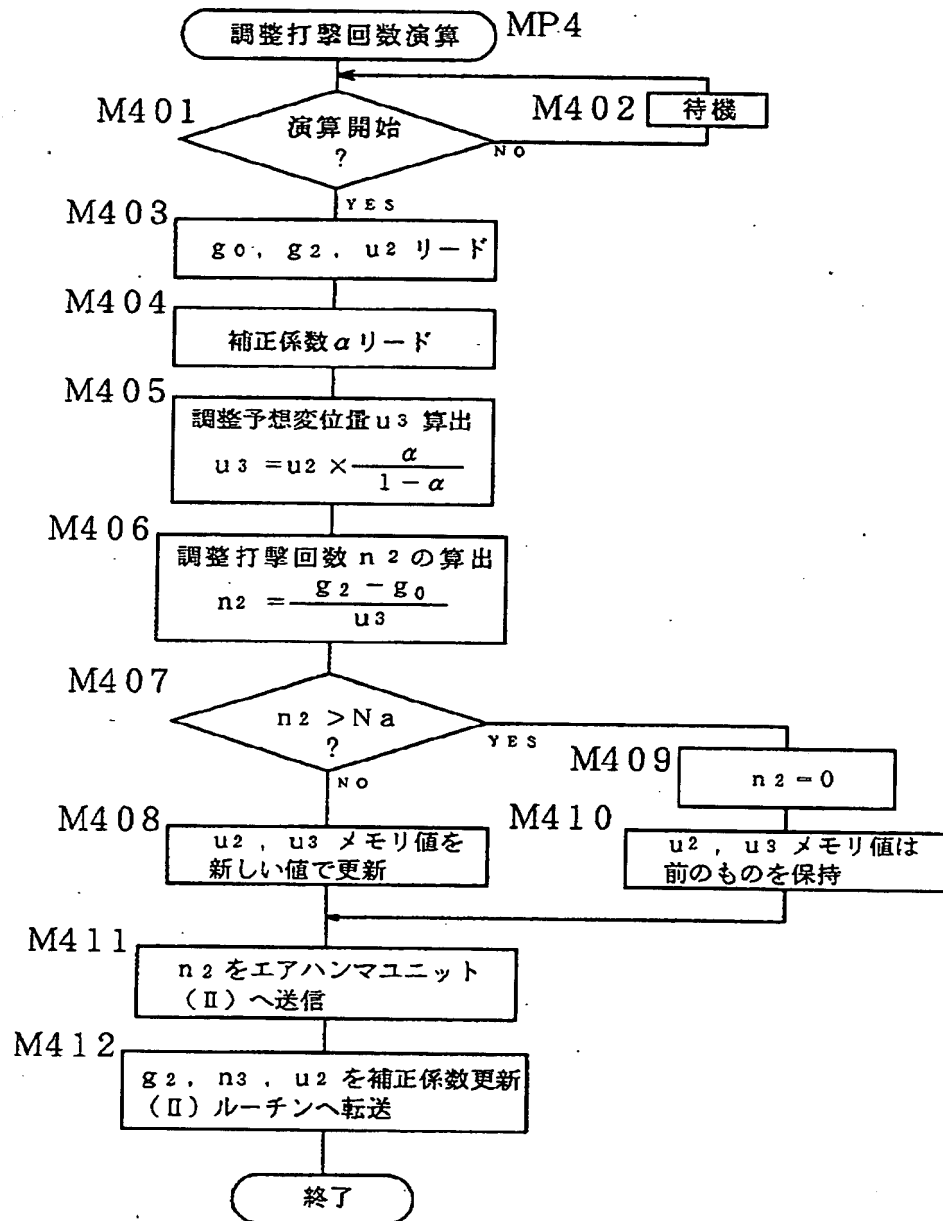 調整打撃回数演算
MP4
M401
演算開始
?
NO
M402
待機
YES
M403
g0, g2, u2 リード
M404
補正係数αリード
M405
調整予想変位量u3 算出
u3 =u2 × α
1-α
M406
調整打撃回数 n2 の算出
n2 = g2 - g0
u3
M407
n2 > Na
?
YES
NO
M409
n2-0
M408
u2, u3 メモリ値を
新しい値で更新
M410
u2, u3 メモリ値は
前のものを保持
M411
n2をエアハンマユニット
(Ⅱ)へ送信
M412
g2, n3, u2を補正係数更新
(Ⅱ)ルーチンへ転送
終了